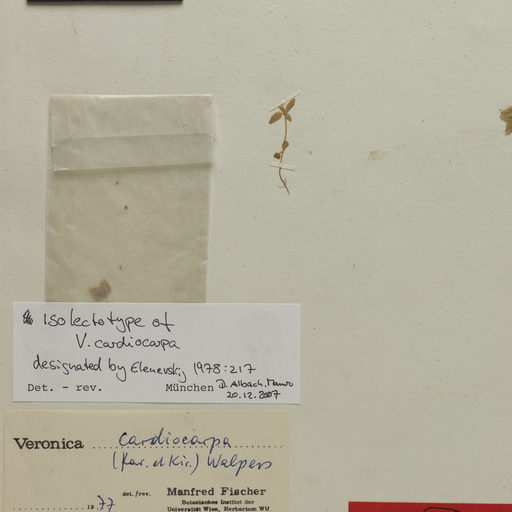 Isolectotype of
V. cardiocarpa
designated by Elenevskij 1978:217
Det. - rev. München D. Albach,
20.12.2007
Veronica cardiocarpa
(Kar. et Kir.) Walpers
det./rev. Manfred Fischer
1977 Botanisches Institut der
Universität Wien, Herbarium WU